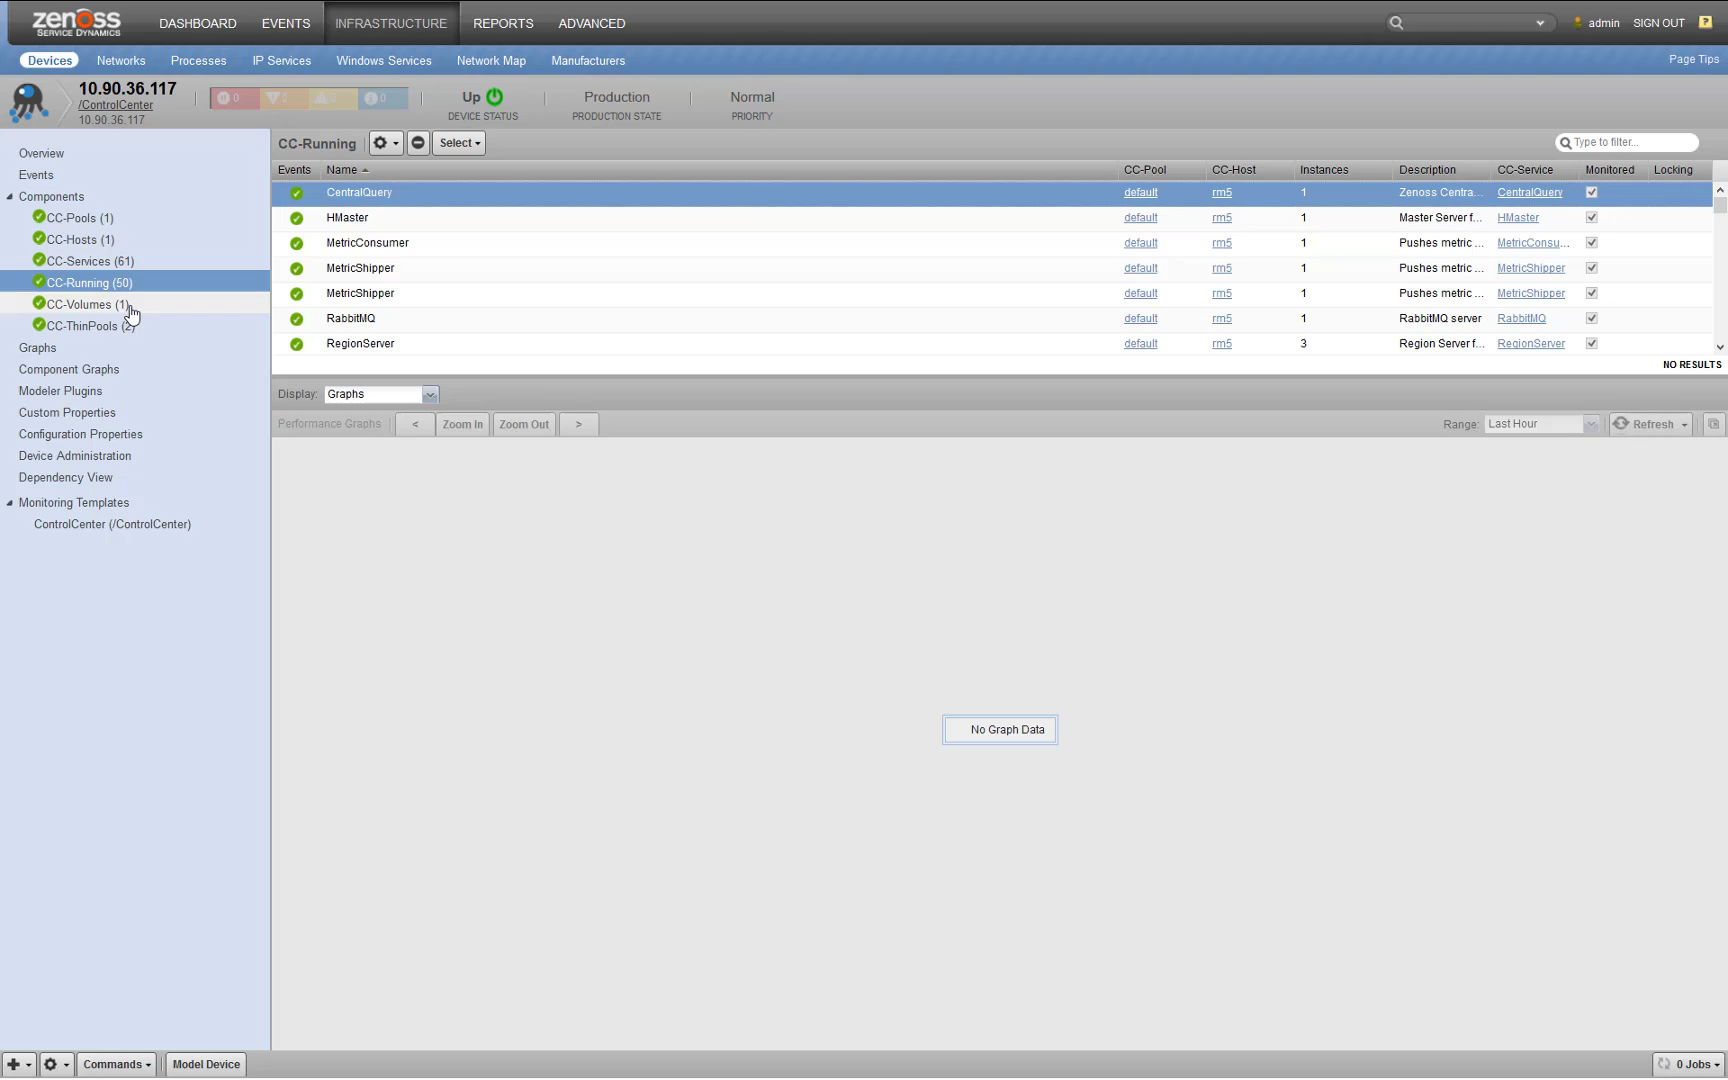 zenoss
SERVICE DYNAMICS
DASHBOARD EVENTS INFRASTRUCTURE REPORTS ADVANCED
admin SIGN OUT ?
Devices Networks Processes IP Services Windows Services Network Map Manufacturers Page Tips
10.90.36.117
/ControlCenter
10.90.36.117
Up
DEVICE STATUS
Production
PRODUCTION STATE
Normal
PRIORITY
Overview
Events
Components
CC-Pools (1)
CC-Hosts (1)
CC-Services (61)
CC-Running (50)
CC-Volumes (1)
CC-ThinPools (2)
Graphs
Component Graphs
Modeler Plugins
Custom Properties
Configuration Properties
Device Administration
Dependency View
Monitoring Templates
ControlCenter (/ControlCenter)
CC-Running Select Type to filter...
Events Name CC-Pool CC-Host Instances Description CC-Service Monitored Locking
CentralQuery default rm5 1 Zenoss Centra... CentralQuery
HMaster default rm5 1 Master Server f... HMaster
MetricConsumer default rm5 1 Pushes metric ... MetricConsu...
MetricShipper default rm5 1 Pushes metric ... MetricShipper
MetricShipper default rm5 1 Pushes metric ... MetricShipper
RabbitMQ default rm5 1 RabbitMQ server RabbitMQ
RegionServer default rm5 3 Region Server f... RegionServer
NO RESULTS
Display: Graphs
Performance Graphs < Zoom In Zoom Out > Range: Last Hour Refresh
No Graph Data
Commands Model Device 0 Jobs